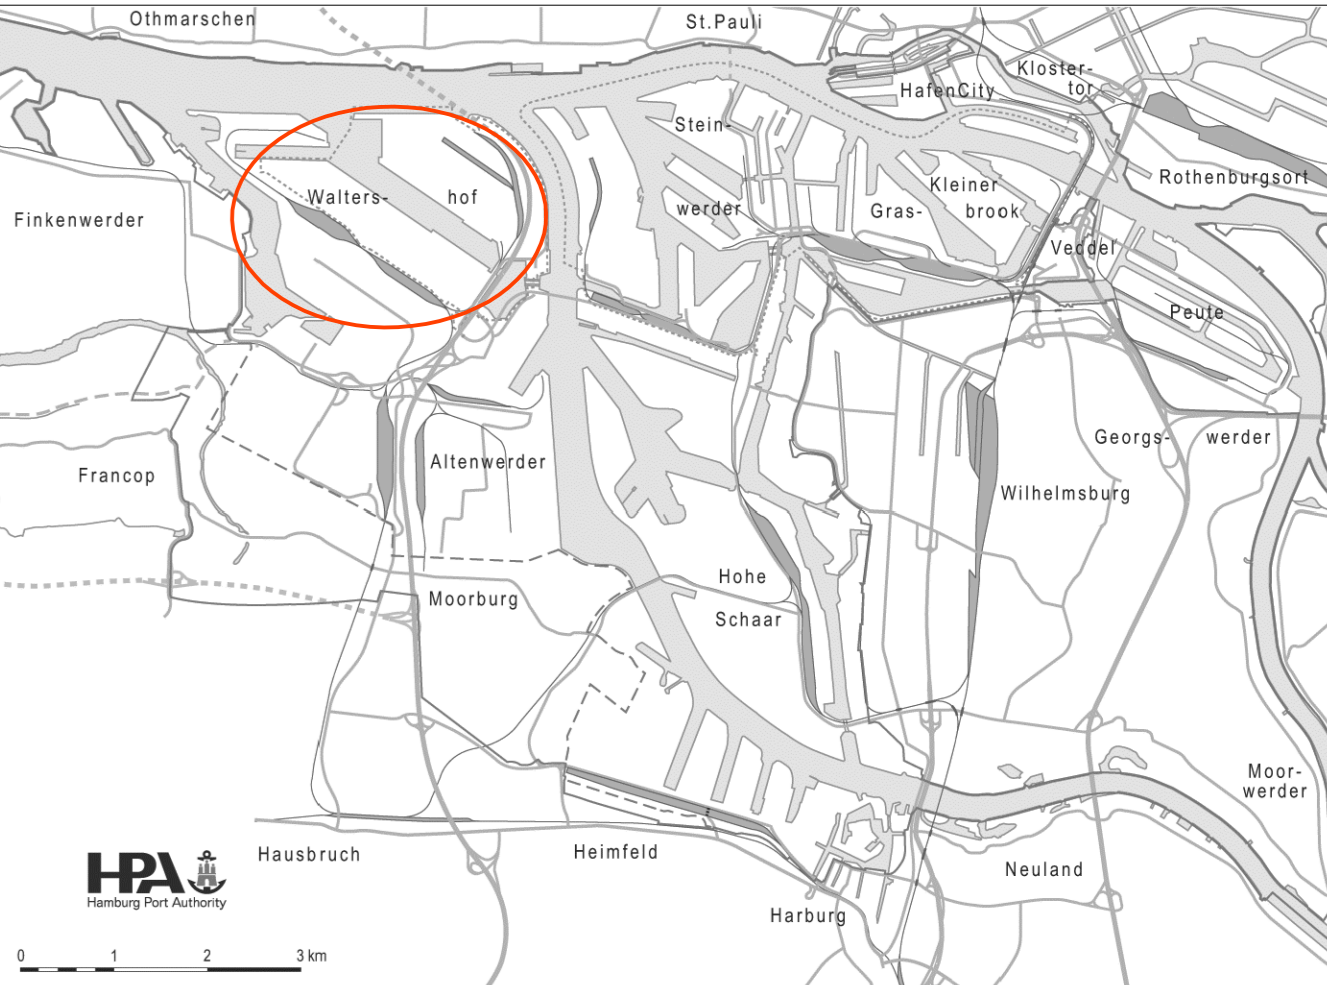 Othmarschen
St.Pauli
Kloster-
tor
HafenCity
Stein-
werder
Kleiner
Gras-
brook
Rothenburgsort
Walters-
hof
Finkenwerder
Veddel
Peute
Georgs-
werder
Francop
Altenwerder
Wilhelmsburg
Hohe
Schaar
Moorburg
Moor-
werder
Hausbruch
Heimfeld
Neuland
Harburg
HPA
Hamburg Port Authority
0 1 2 3 km